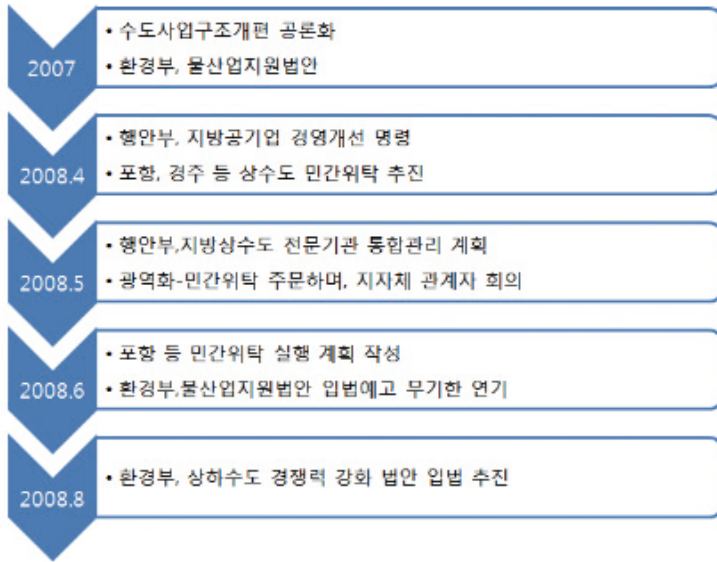 2007
• 수도사업구조개편 공론화
• 환경부, 물산업지원법안
2008.4
• 행안부, 지방공기업 경영개선 명령
• 포항, 경주 등 상수도 민간위탁 추진
2008.5
• 행안부,지방상수도 전문기관 통합관리 계획
• 광역화-민간위탁 주문하며, 지자체 관계자 회의
2008.6
• 포항 등 민간위탁 실행 계획 작성
• 환경부,물산업지원법안 입법예고 무기한 연기
2008.8
• 환경부, 상하수도 경쟁력 강화 법안 입법 추진